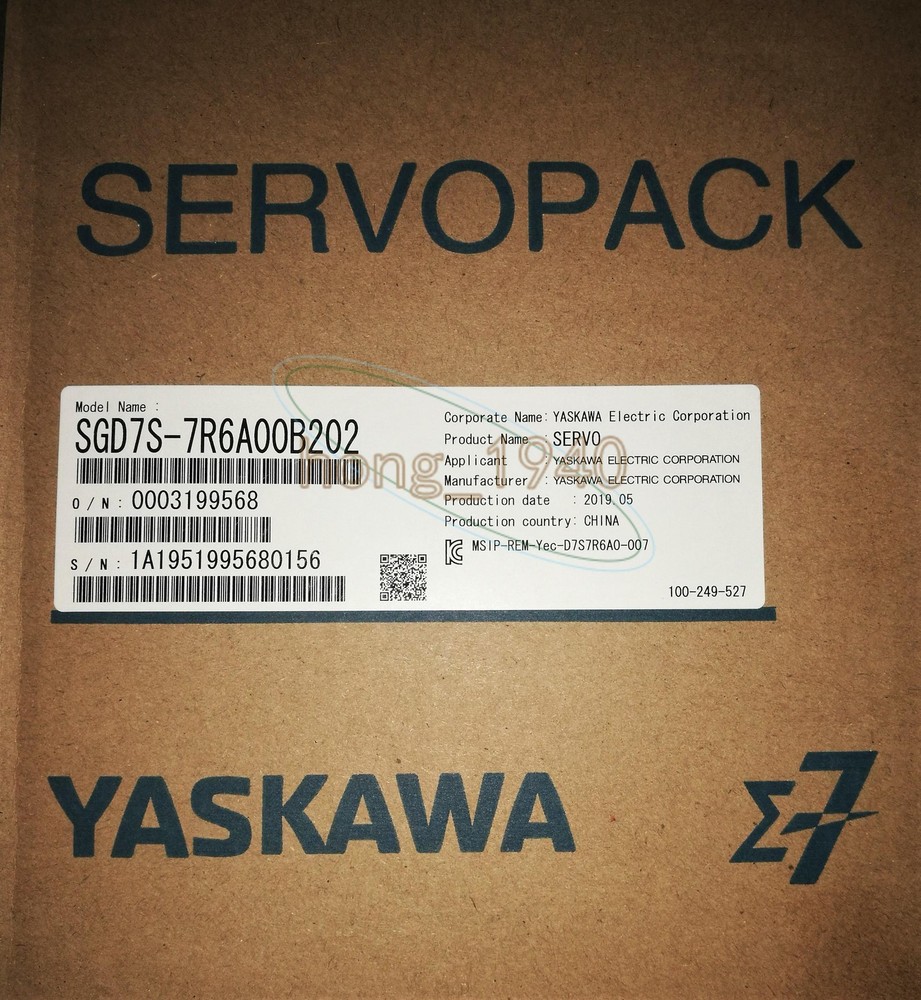 SERVOPACK
Model Name :
SGD7S-7R6A00B202
O/N: 0003199568
S/N: 1A1951995680156
Corporate Name: YASKAWA Electric Corporation
Product Name : SERVO
Applicant : YASKAWA ELECTRIC CORPORATION
Manufacturer : YASKAWA ELECTRIC CORPORATION
Production date : 2019.05
Production country: CHINA
MSIP-REM-Yec-D7S7R6A0-007
100-249-527
hong_1940
YASKAWA
Σ-7